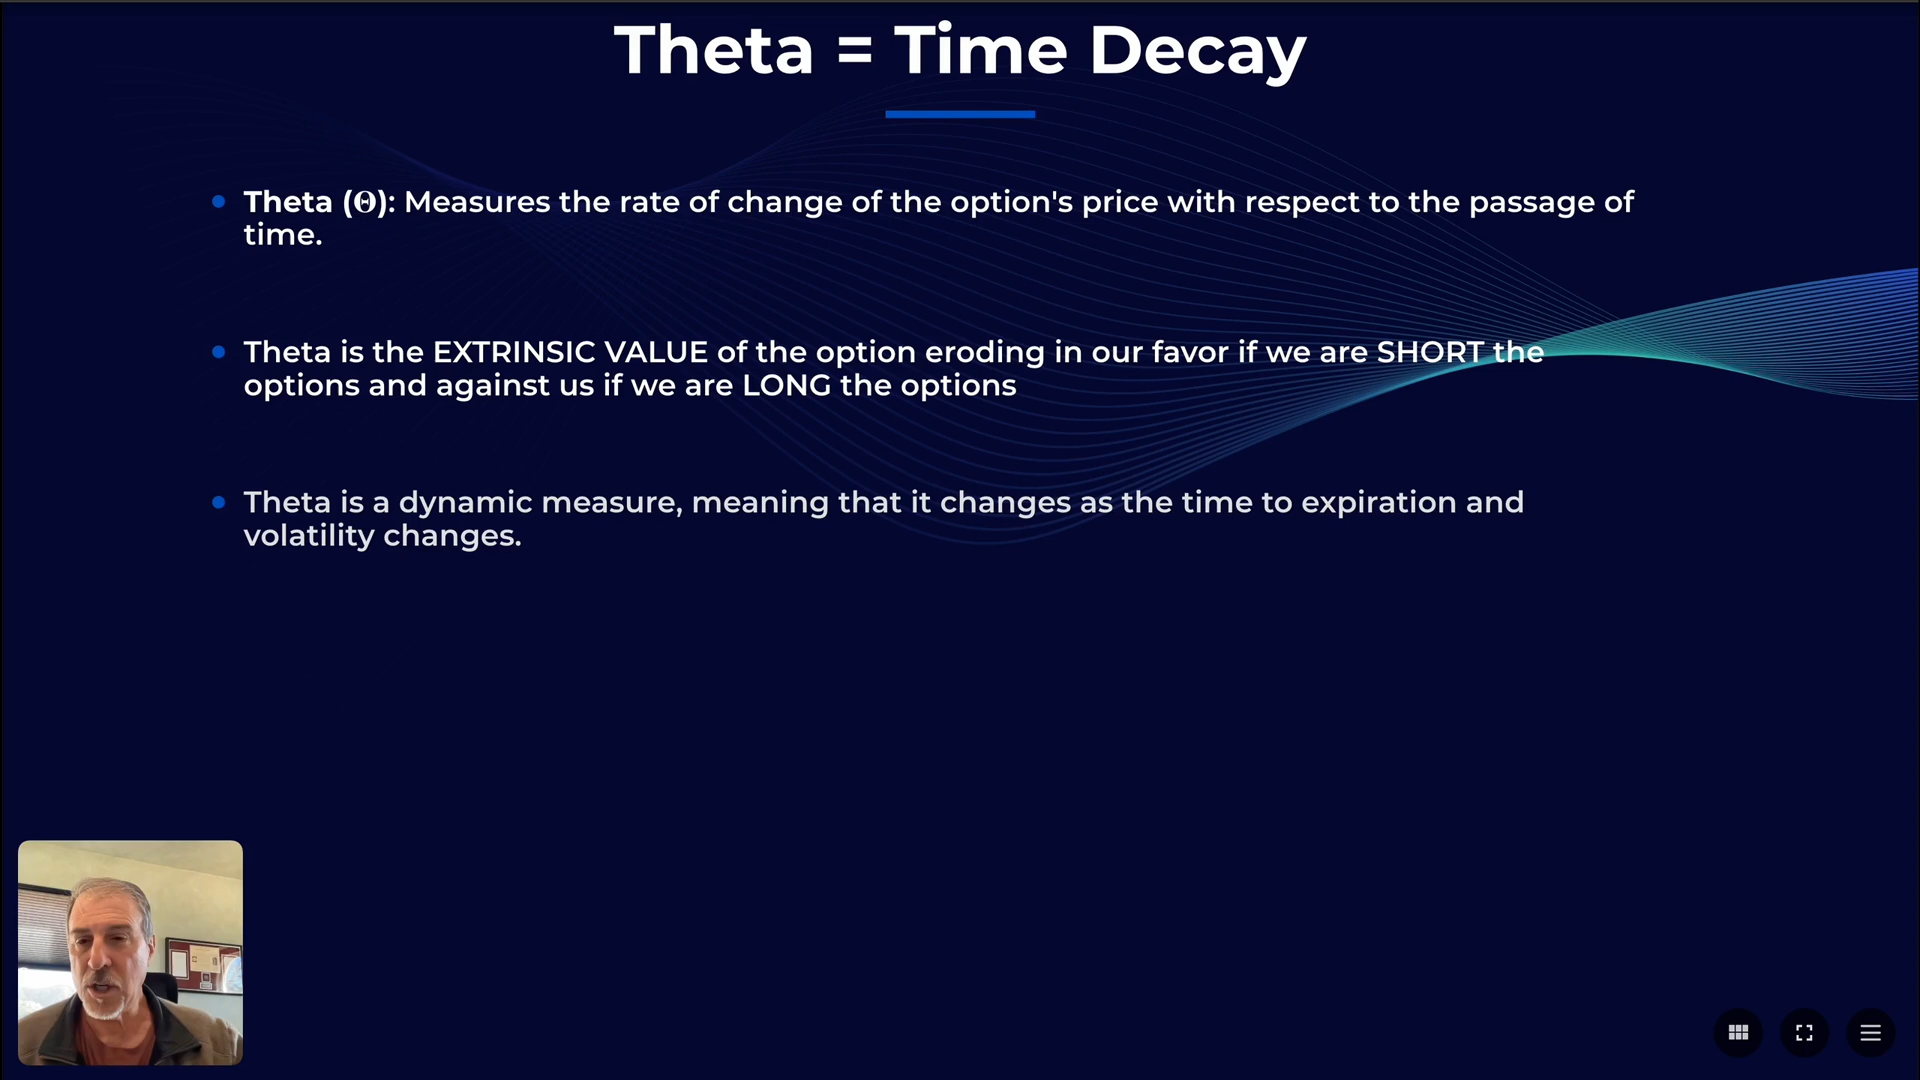 Theta = Time Decay
Theta (Θ): Measures the rate of change of the option's price with respect to the passage of
time.
Theta is the EXTRINSIC VALUE of the option eroding in our favor if we are SHORT the
options and against us if we are LONG the options
Theta is a dynamic measure, meaning that it changes as the time to expiration and
volatility changes.